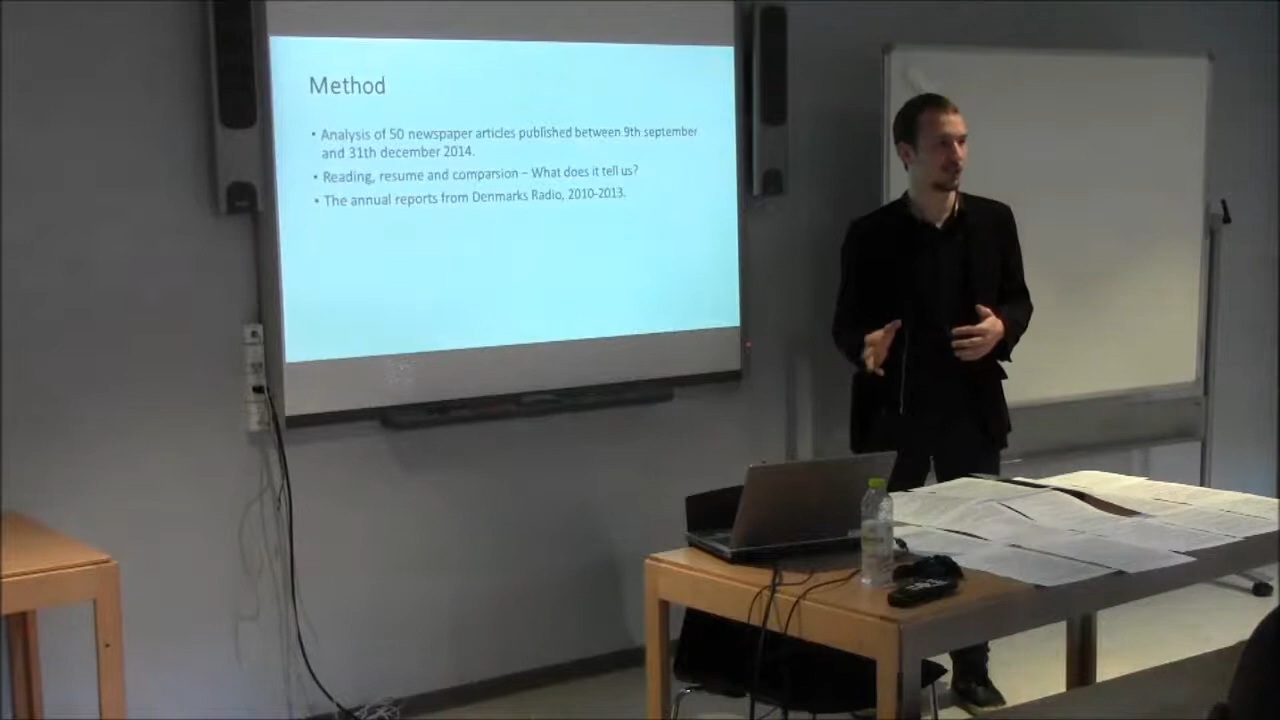 Method
• Analysis of 50 newspaper articles published between 9th september
and 31th december 2014.
• Reading, resume and comparsion – What does it tell us?
• The annual reports from Denmarks Radio, 2010-2013.